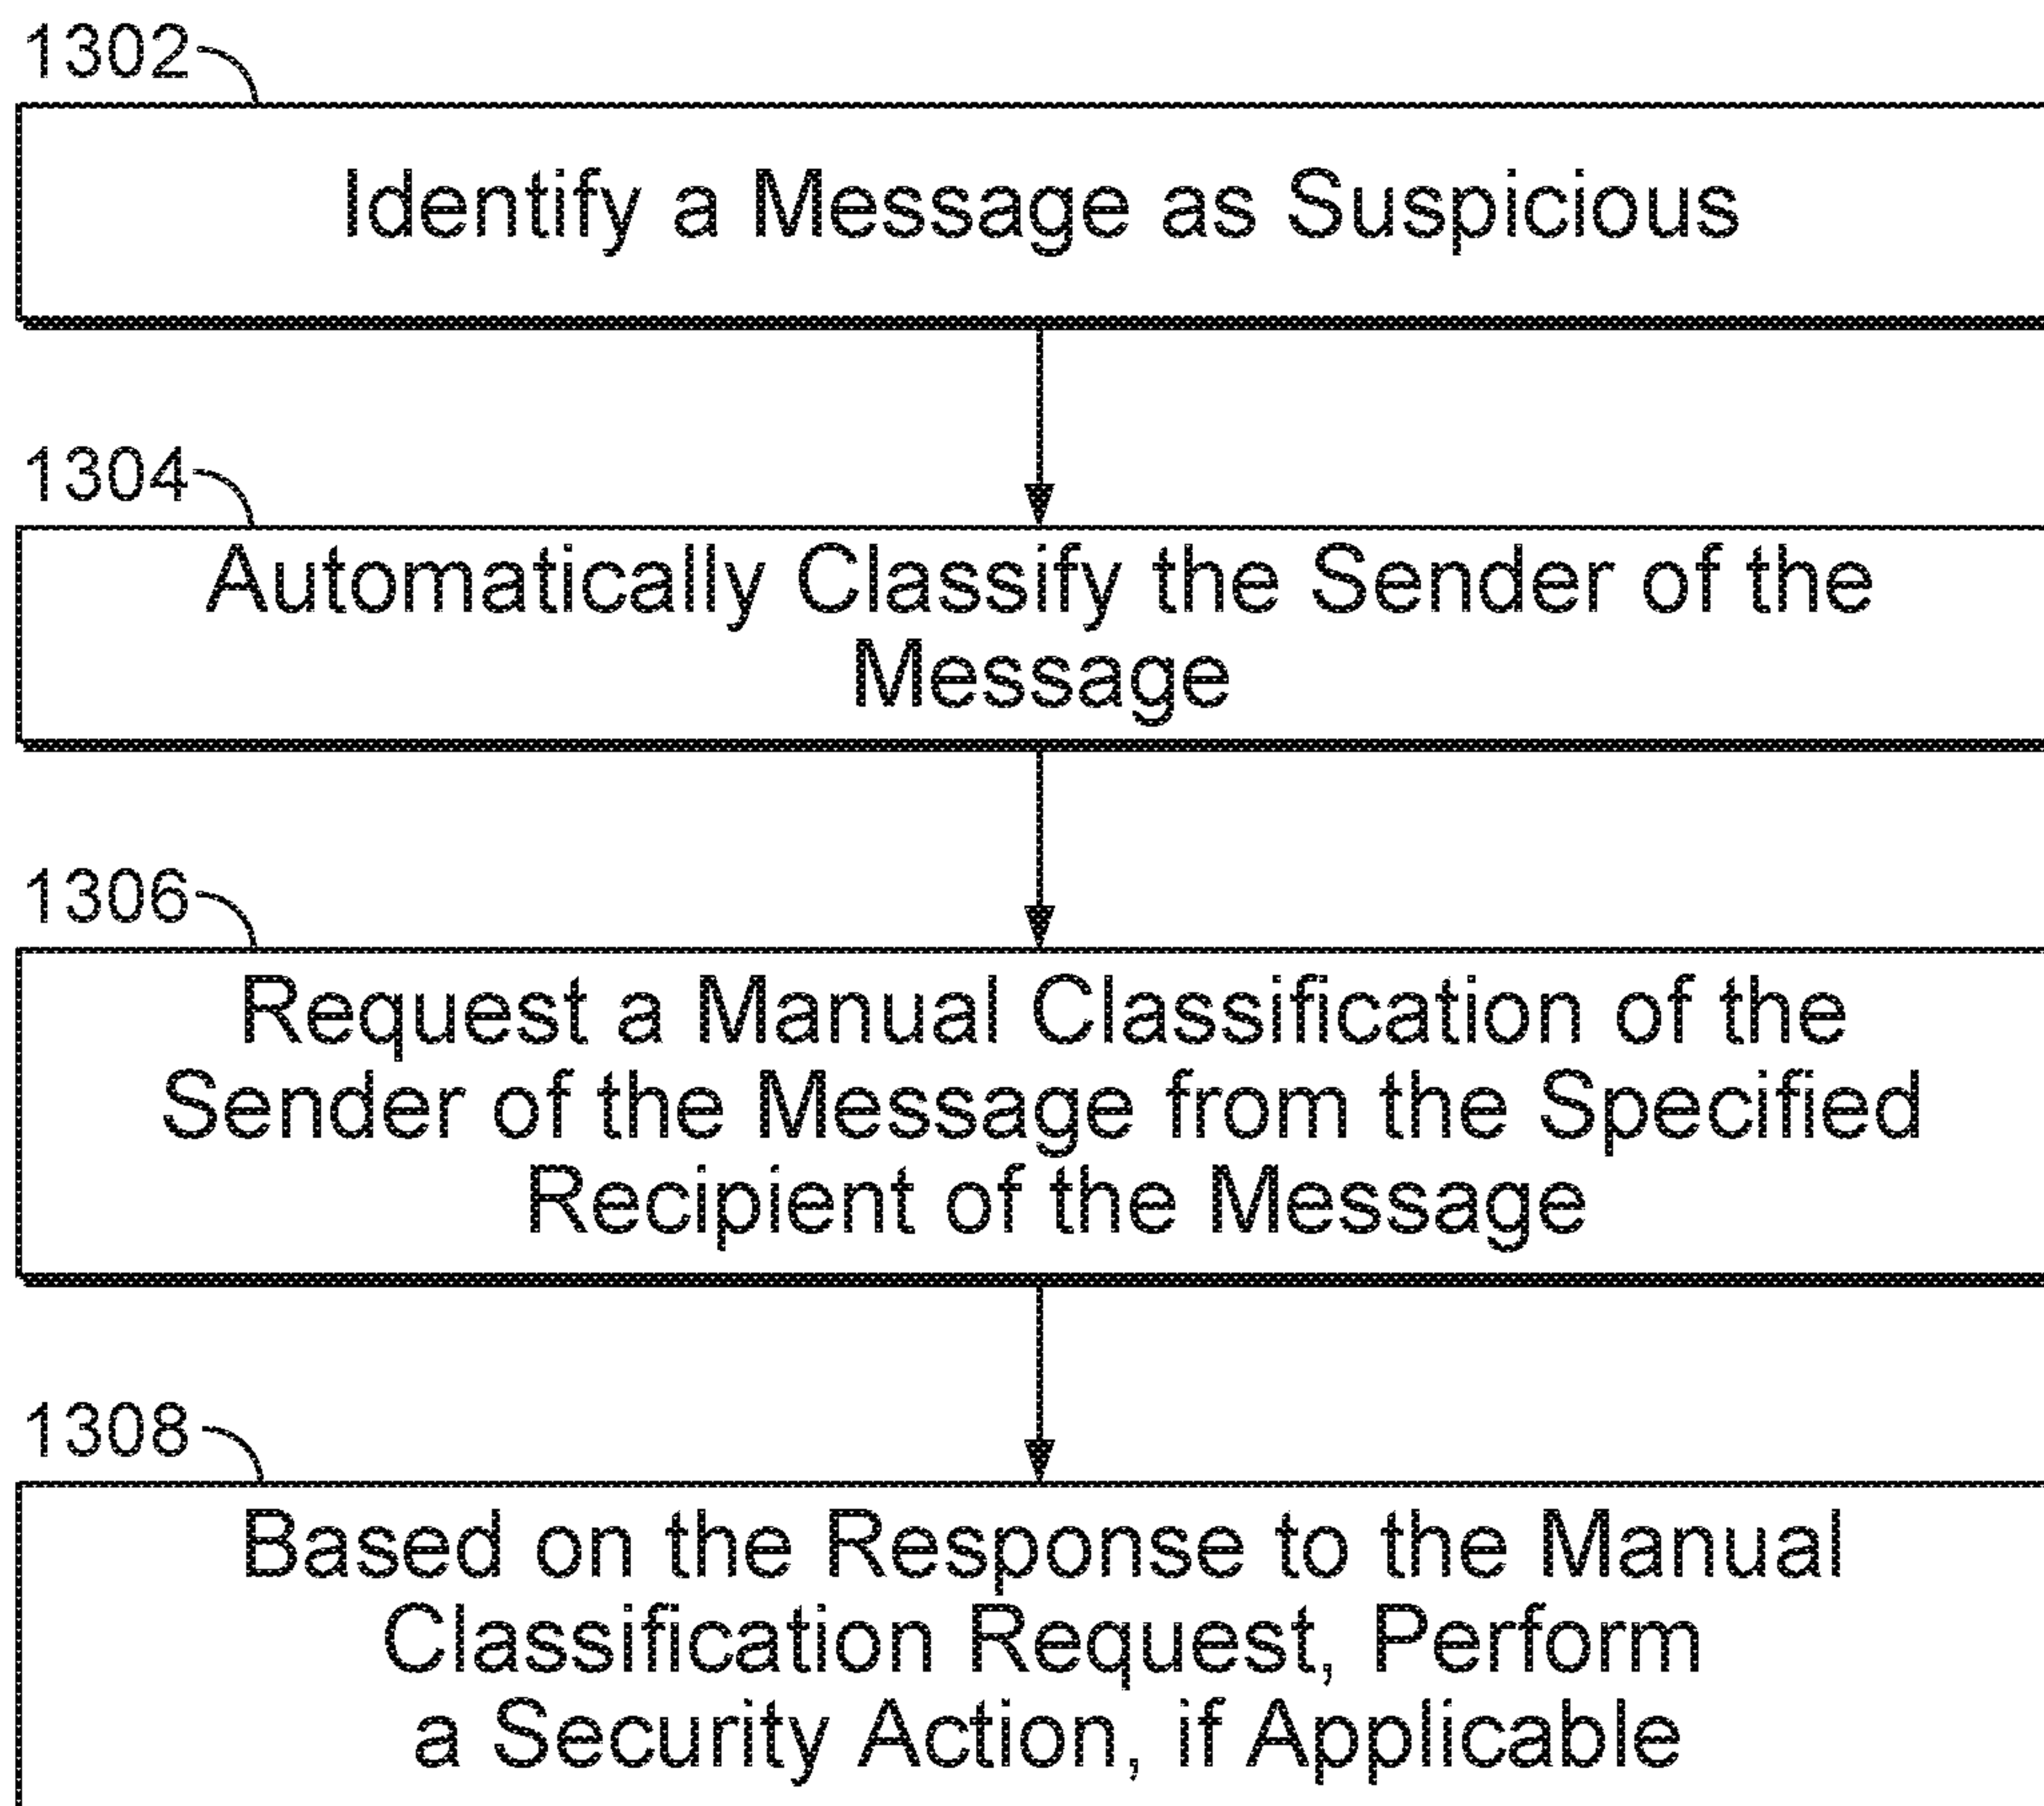 1302
Identify a Message as Suspicious
1304
Automatically Classify the Sender of the
Message
1306
Request a Manual Classification of the
Sender of the Message from the Specified
Recipient of the Message
1308
Based on the Response to the Manual
Classification Request, Perform
a Security Action, if Applicable